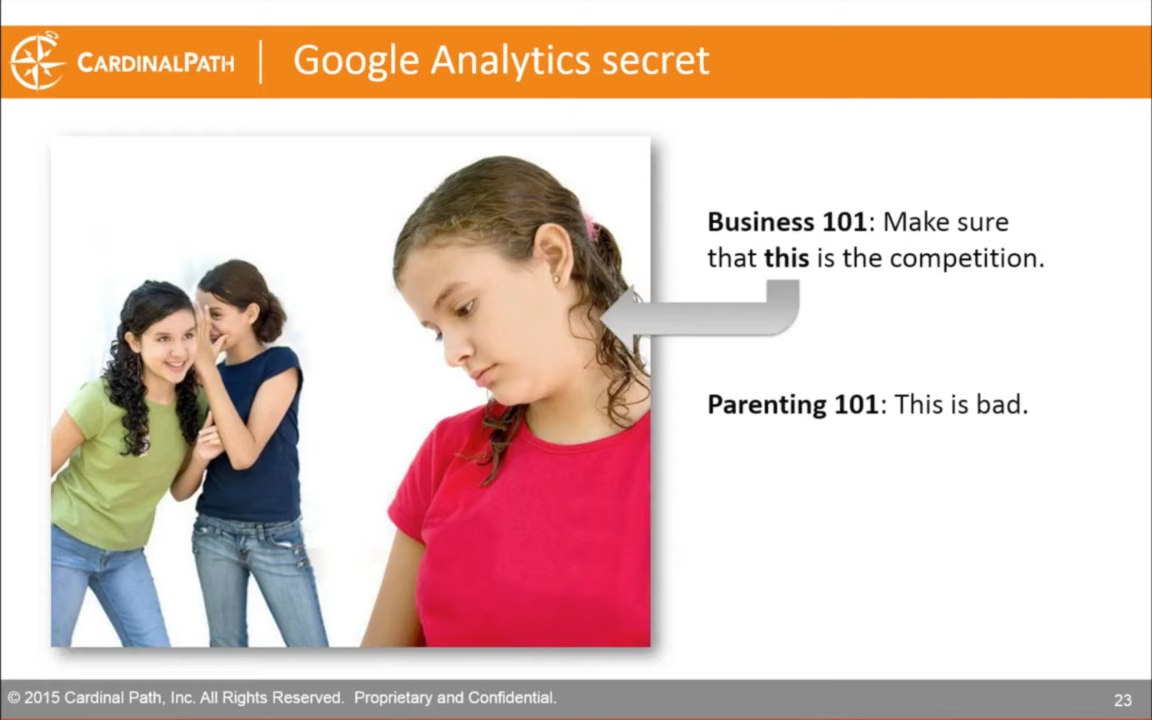 CARDINALPATH
Google Analytics secret
Business 101: Make sure
that this is the competition.
Parenting 101: This is bad.
© 2015 Cardinal Path, Inc. All Rights Reserved. Proprietary and Confidential.
23